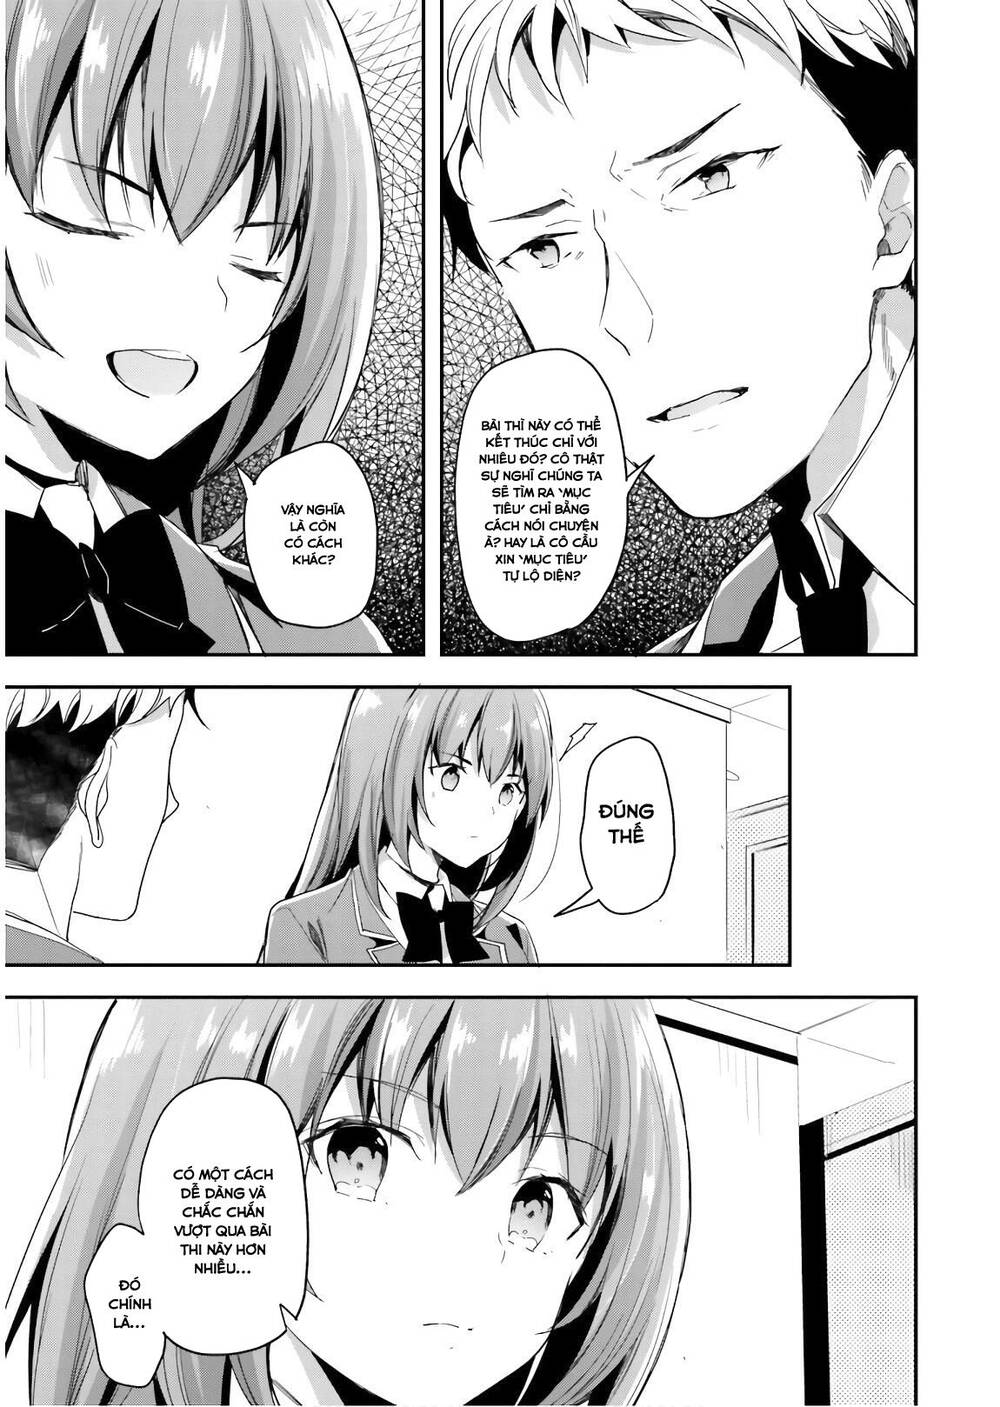 BÀI THÌ NÀY CÓ THỂ
KẾT THÚC CHỈ VỚI
NHIÊU ĐÓ? CÔ THẬT
SỰ NGHĨ CHÚNG TA
SẼ TÌM RA 'MỤC
TIÊU' CHỈ BẰNG
CÁCH NÓI CHUYỆN
À? HAY LÀ CÔ CẦU
XIN 'MỤC TIÊU'
TỰ LỘ DIỆN?
VẬY NGHĨA
LÀ CÒN
CÓ CÁCH
KHÁC?
ĐÚNG
THẾ
CÓ MỘT CÁCH
DỄ DÀNG VÀ
CHẮC CHẮN
VƯỢT QUA BÀI
THI NÀY HƠN
NHIỀU...
ĐÓ
CHÍNH
LÀ...